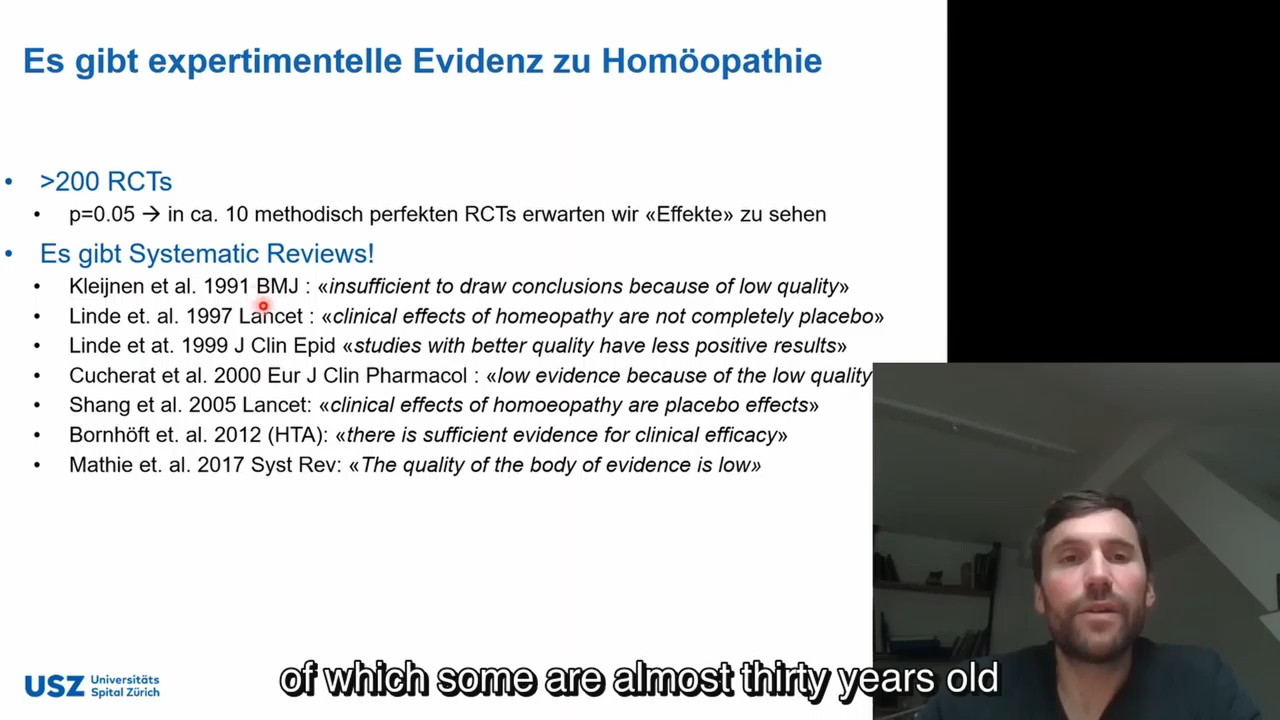 Es gibt expertimentelle Evidenz zu Homöopathie
• >200 RCTs
• p=0.05 → in ca. 10 methodisch perfekten RCTs erwarten wir «Effekte» zu sehen
• Es gibt Systematic Reviews!
• Kleijnen et al. 1991 BMJ : «insufficient to draw conclusions because of low quality»
• Linde et. al. 1997 Lancet : «clinical effects of homeopathy are not completely placebo»
• Linde et at. 1999 J Clin Epid «studies with better quality have less positive results»
• Cucherat et al. 2000 Eur J Clin Pharmacol : «low evidence because of the low quality
• Shang et al. 2005 Lancet: «clinical effects of homoeopathy are placebo effects»
• Bornhöft et. al. 2012 (HTA): «there is sufficient evidence for clinical efficacy»
• Mathie et. al. 2017 Syst Rev: «The quality of the body of evidence is low»
USZ Universitäts
Spital Zürich
of which some are almost thirty years old